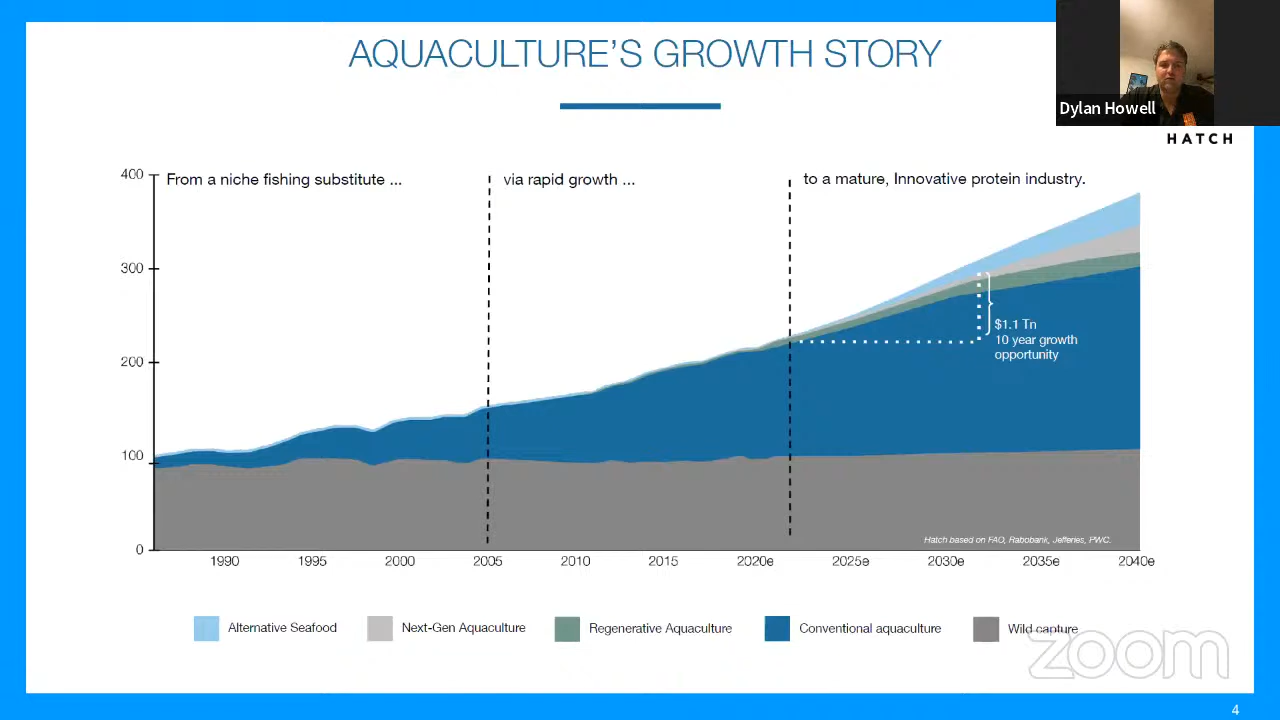 AQUACULTURE'S GROWTH STORY
Dylan Howell
HATCH
400
From a niche fishing substitute ...
via rapid growth ...
to a mature, Innovative protein industry.
300
$1.1 Tn
10 year growth
opportunity
200
100
Hatch based on FAO, Rabobank, Jefferies, PWC.
0
1990
1995
2000
2005
2010
2015
2020e
2025e
2030e
2035e
2040e
Alternative Seafood
Next-Gen Aquaculture
Regenerative Aquaculture
Conventional aquaculture
Wild capture
zoom
4